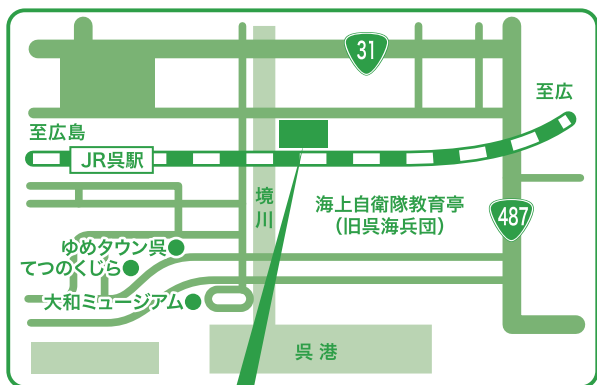 31
至広
至広島
JR呉駅
境川
海上自衛隊教育亭
(旧呉海兵団)
487
ゆめタウン呉
てつのくじら
大和ミュージアム
呉港